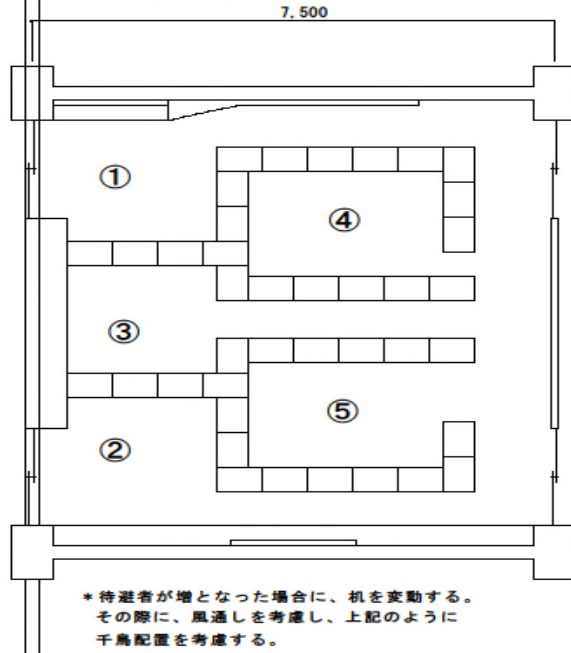 7,500
①
④
③
⑤
②
*待避者が増となった場合に、机を変動する。
その際に、風通しを考慮し、上記のように
千鳥配置を考慮する。